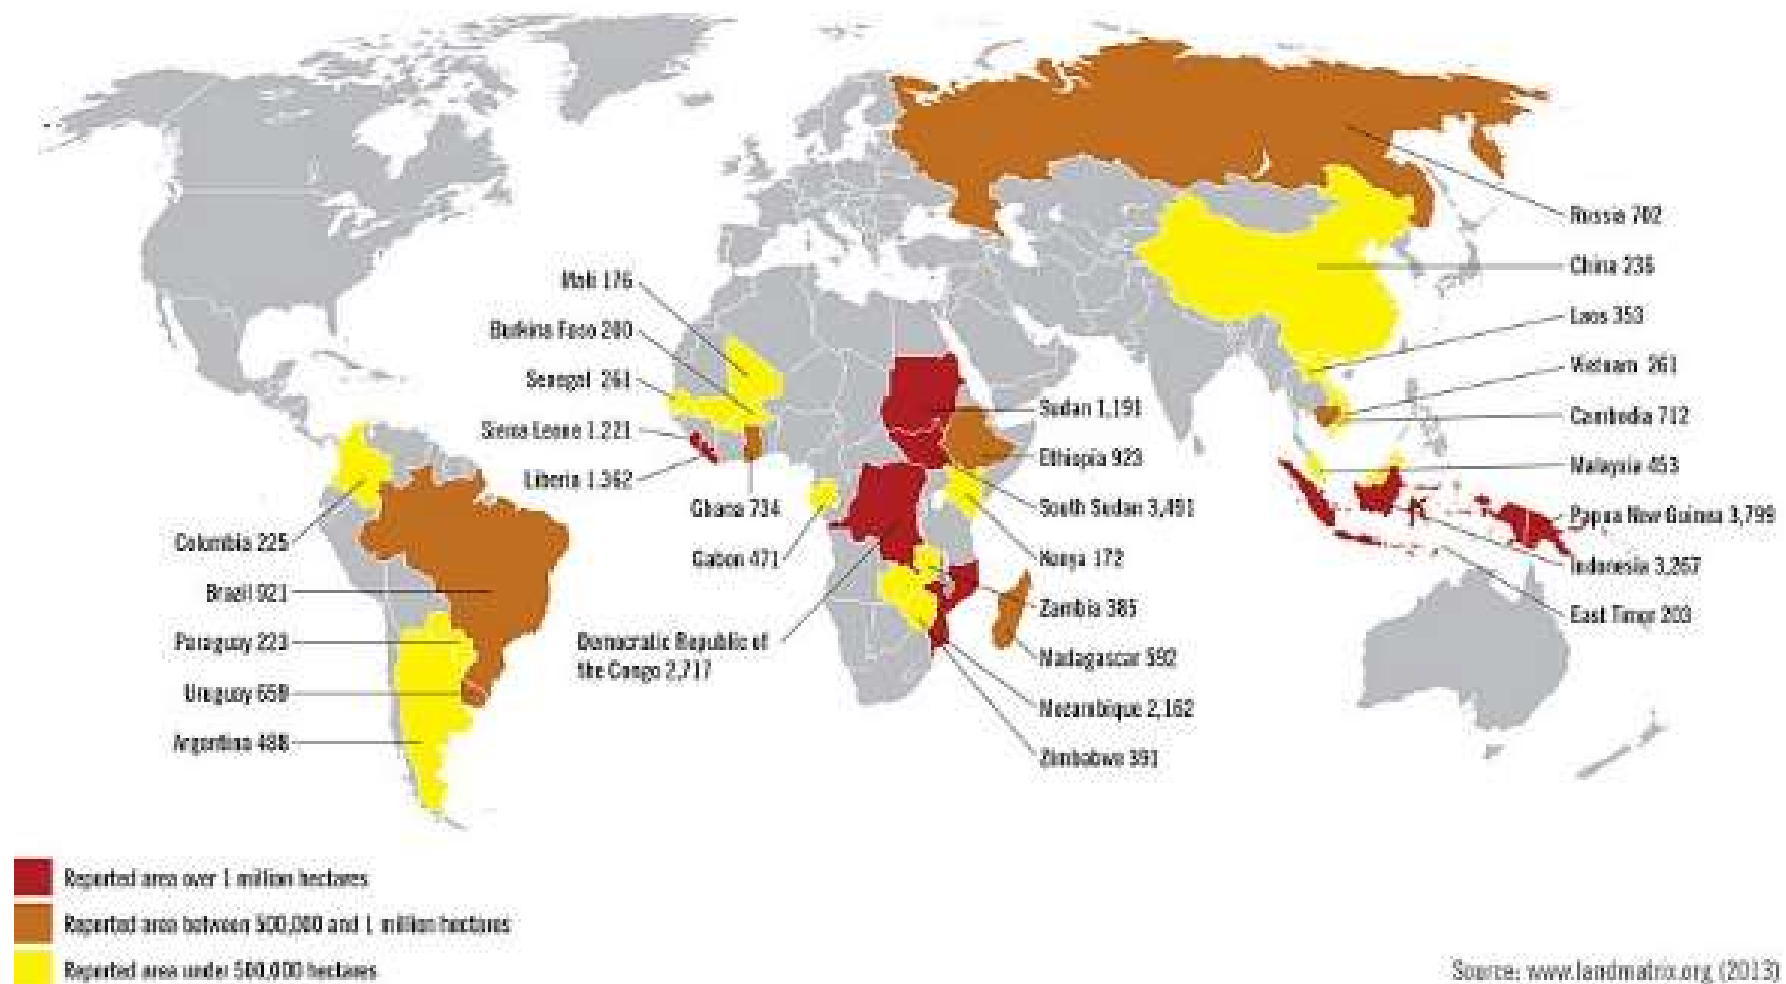 Russia 702
China 236
Mali 176
Laos 353
Burkina Faso 200
Vietnam 261
Senegal 261
Sudan 1,191
Cambodia 712
Sierra Leone 1.221
Ethiopia 923
Malaysia 453
Liberia 1,362
Ghana 734
South Sudan 3,491
Papua New Guinea 3,799
Columbia 225
Gabon 471
Kenya 172
Indonesia 3,267
Brazil 921
Zambia 385
East Timor 203
Paraguay 223
Democratic Republic of
the Congo 2,717
Madagascar 592
Uruguay 659
Mozambique 2,162
Argentina 488
Zimbabwe 391
Reported area over 1 million hectares
Reported area between 500,000 and 1 million hectares
Reported area under 500,000 hectares
Source: www.landmatrix.org (2013)